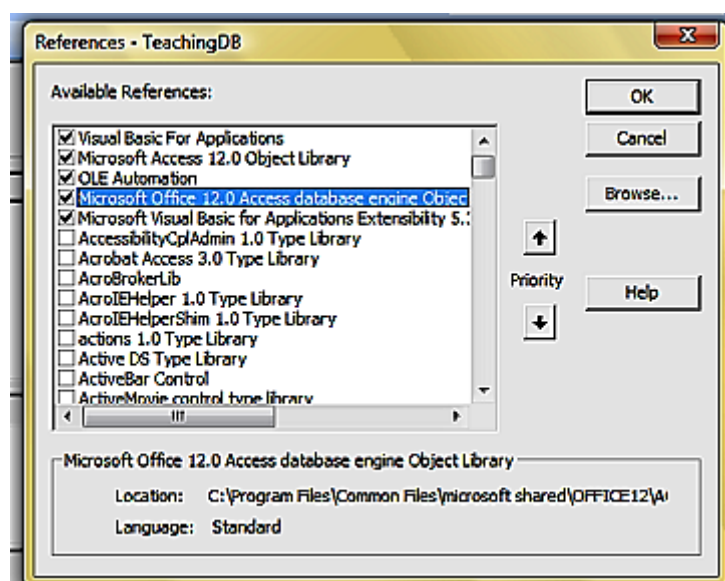 References - TeachingDB
Available References:
Visual Basic For Applications
Microsoft Access 12.0 Object Library
OLE Automation
Microsoft Office 12.0 Access database engine Objec
Microsoft Visual Basic for Applications Extensibility 5.
AccessibilityCplAdmin 1.0 Type Library
Acrobat Access 3.0 Type Library
AcroBrokerLib
AcroIEHelper 1.0 Type Library
AcroIEHelperShim 1.0 Type Library
actions 1.0 Type Library
Active DS Type Library
ActiveBar Control
ActiveMovie control type library
OK
Cancel
Browse...
Priority
Help
Microsoft Office 12.0 Access database engine Object Library
Location: C:\Program Files\Common Files\microsoft shared\OFFICE12\A
Language: Standard